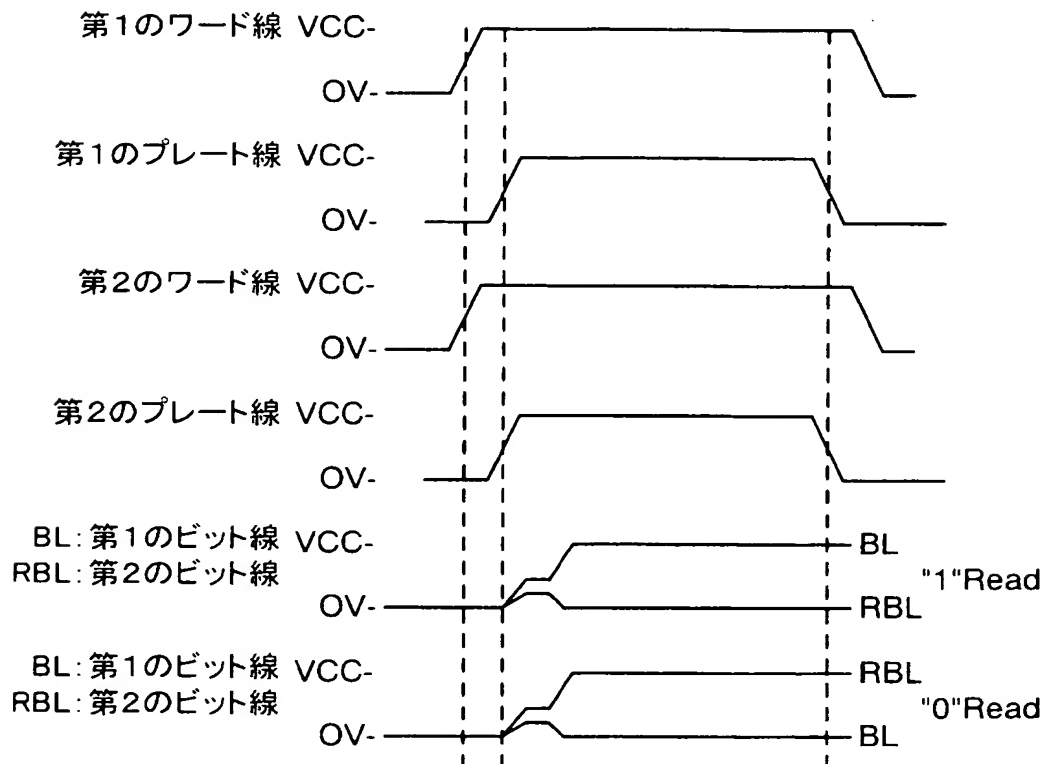 第1のワード線 VCC-
OV-
第1のプレート線 VCC-
OV-
第2のワード線 VCC-
OV-
第2のプレート線 VCC-
OV-
BL:第1のビット線 VCC- BL
RBL:第2のビット線 "1"Read
OV- RBL
BL:第1のビット線 VCC- RBL
RBL:第2のビット線 "0"Read
OV- BL